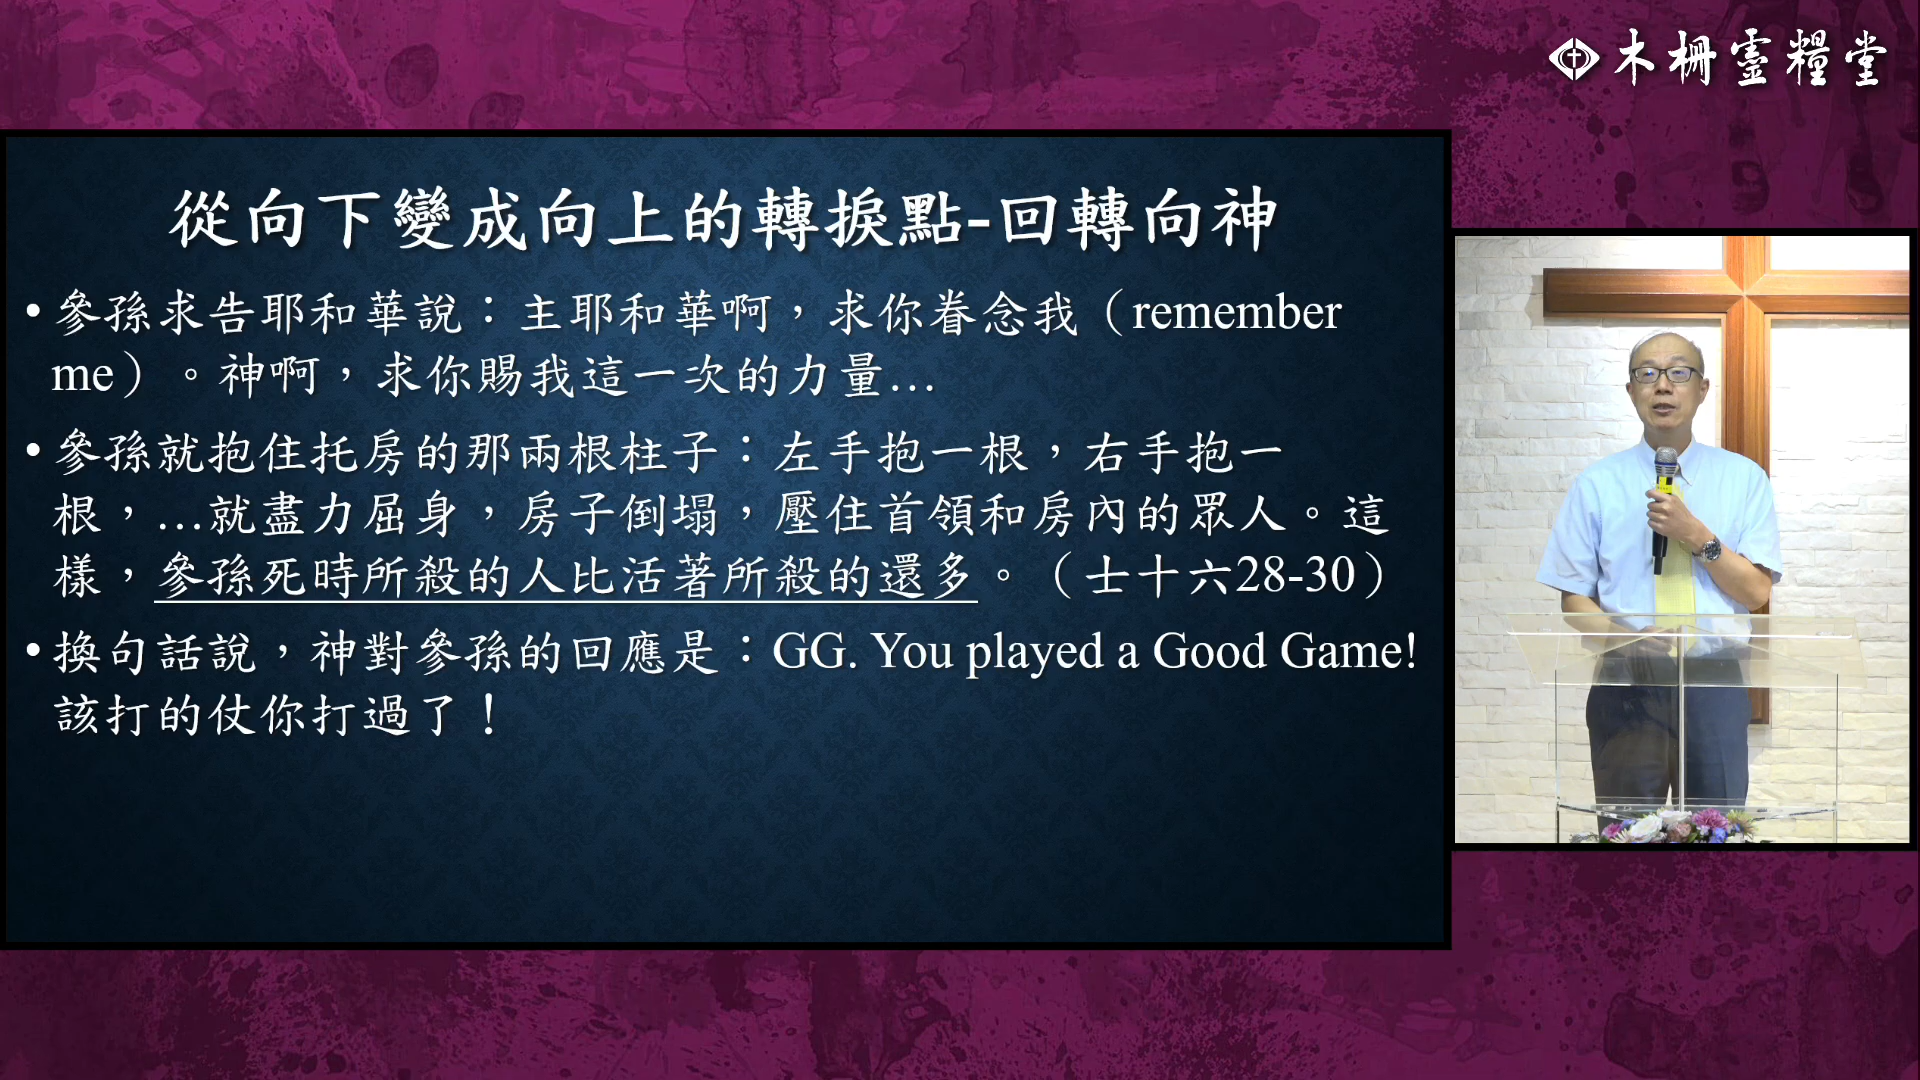 木柵靈糧堂
從向下變成向上的轉捩點-回轉向神
•參孫求告耶和華說：主耶和華啊，求你眷念我（remember
me）。神啊，求你賜我這一次的力量…
•參孫就抱住托房的那兩根柱子：左手抱一根，右手抱一
根，…就盡力屈身，房子倒塌，壓住首領和房內的眾人。這
樣，參孫死時所殺的人比活著所殺的還多。（士十六28-30）
•換句話說，神對參孫的回應是：GG. You played a Good Game!
該打的仗你打過了！